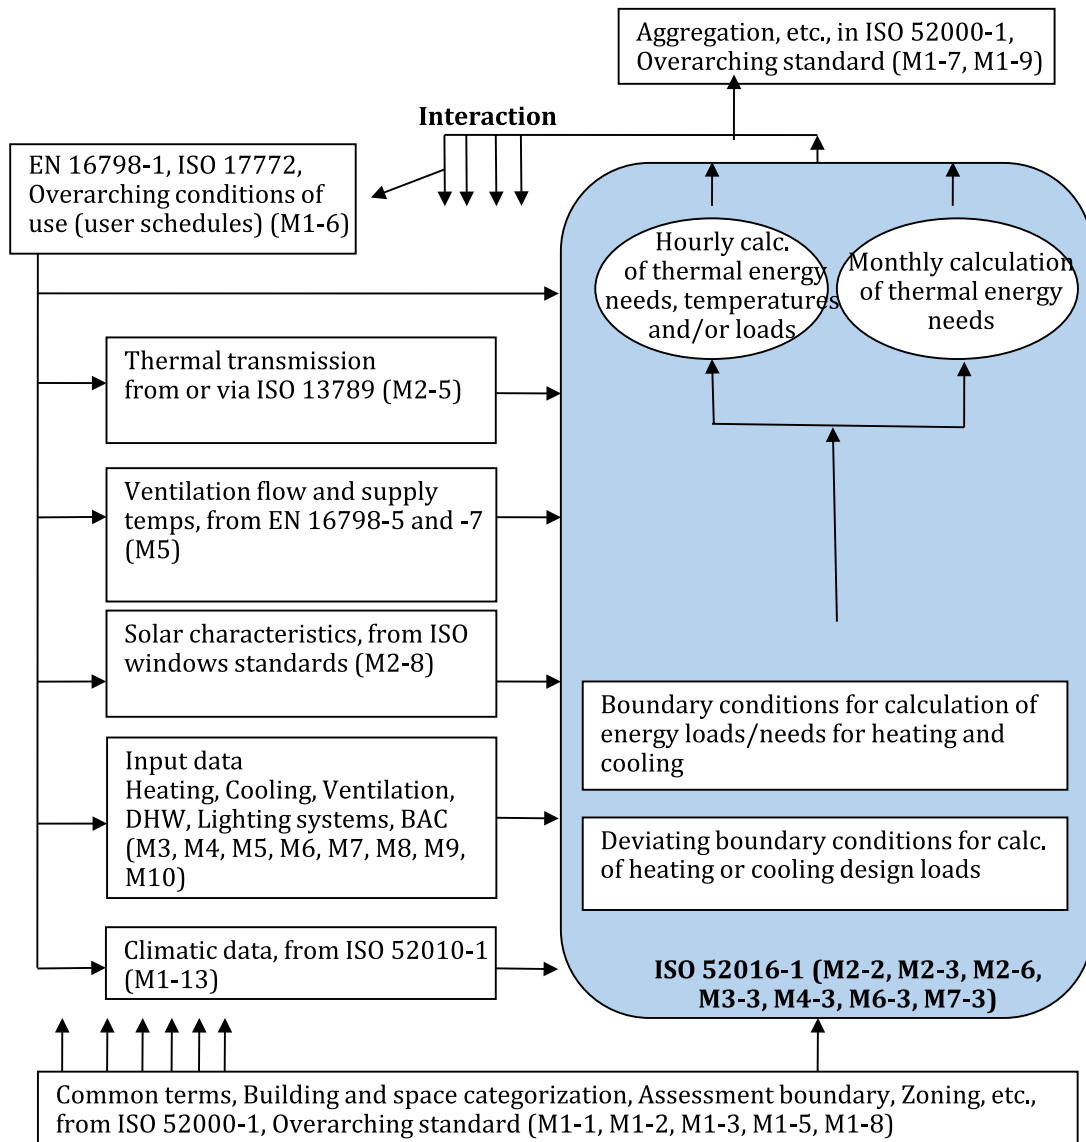 Aggregation, etc., in ISO 52000-1,
Overarching standard (M1-7, M1-9)
Interaction
EN 16798-1, ISO 17772,
Overarching conditions of
use (user schedules) (M1-6)
Hourly calc.
of thermal energy
needs, temperatures
and/or loads
Monthly calculation
of thermal energy
needs
Thermal transmission
from or via ISO 13789 (M2-5)
Ventilation flow and supply
temps, from EN 16798-5 and -7
(M5)
Solar characteristics, from ISO
windows standards (M2-8)
Input data
Heating, Cooling, Ventilation,
DHW, Lighting systems, BAC
(M3, M4, M5, M6, M7, M8, M9,
M10)
Climatic data, from ISO 52010-1
(M1-13)
Boundary conditions for calculation of
energy loads/needs for heating and
cooling
Deviating boundary conditions for calc.
of heating or cooling design loads
ISO 52016-1 (M2-2, M2-3, M2-6,
M3-3, M4-3, M6-3, M7-3)
Common terms, Building and space categorization, Assessment boundary, Zoning, etc.,
from ISO 52000-1, Overarching standard (M1-1, M1-2, M1-3, M1-5, M1-8)